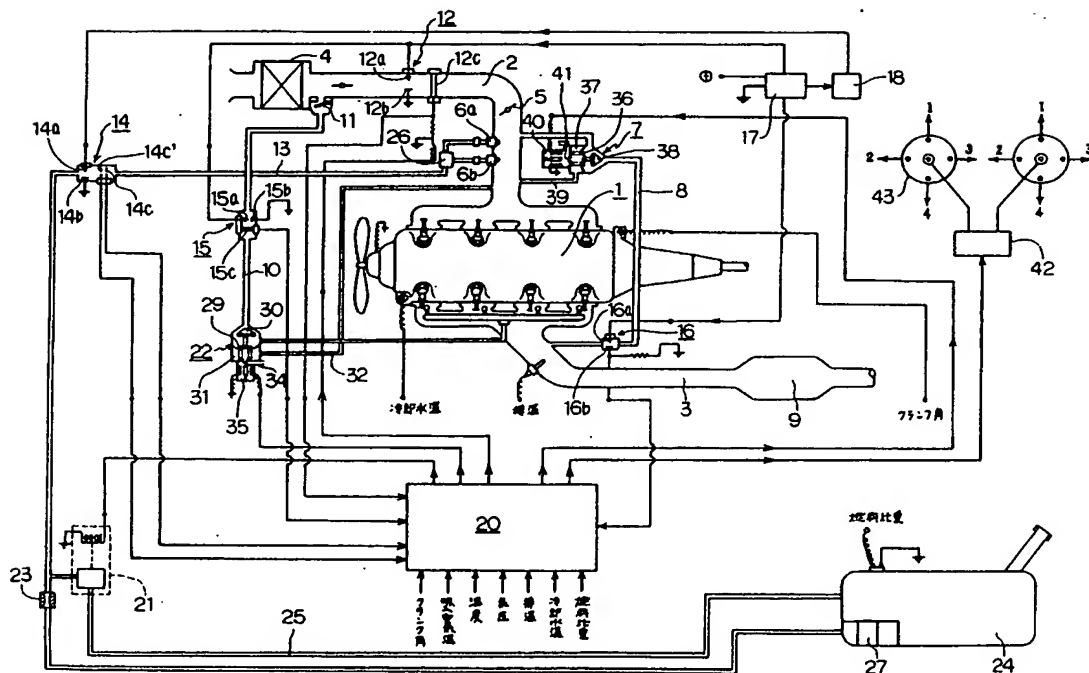 12
12a
12c
4
2
⊕
18
17
5
41
37
36
7
40
6a
6b
38
11
12b
14a
14
14c'
14b
14c
13
26
39
8
15a
15b
15
15c
1
10
30
29
22
31
32
34
35
16a
16
16b
3
9
冷却水温
排温
クランク角
1
2
3
4
43
1
2
3
4
42
20
クランク角
吸入空気温
湿度
気圧
排温
冷却水温
燃料比重
21
23
25
燃料比重
27
24